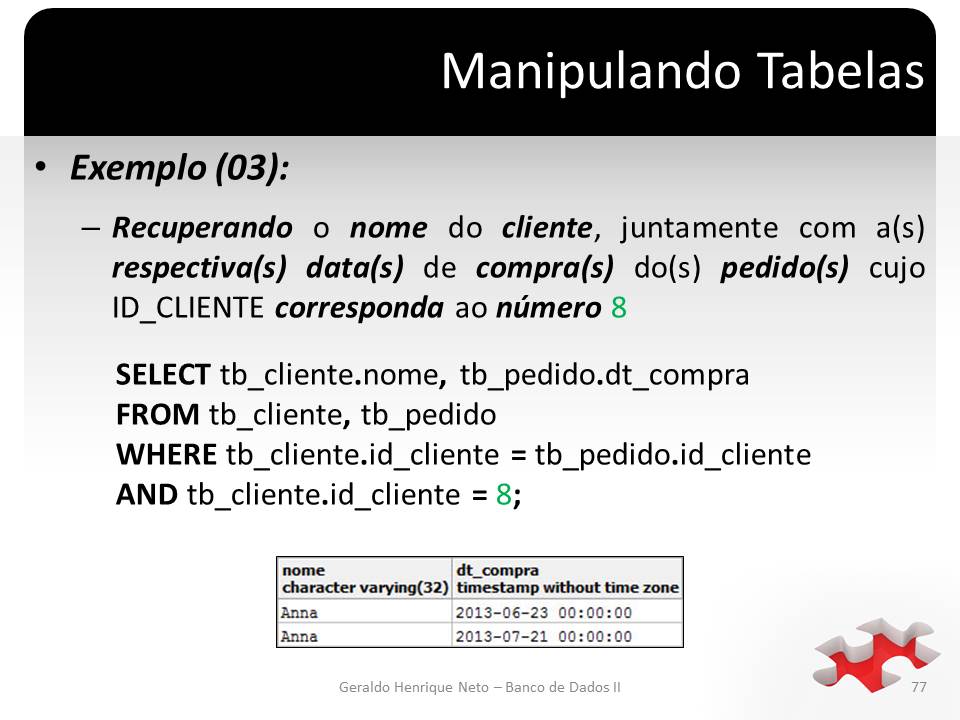 Manipulando Tabelas
• Exemplo (03):
– Recuperando o nome do cliente, juntamente com a(s)
respectiva(s) data(s) de compra(s) do(s) pedido(s) cujo
ID_CLIENTE corresponda ao número 8
SELECT tb_cliente.nome, tb_pedido.dt_compra
FROM tb_cliente, tb_pedido
WHERE tb_cliente.id_cliente = tb_pedido.id_cliente
AND tb_cliente.id_cliente = 8;
nome dt_compra
character varying(32) timestamp without time zone
Anna 2013-06-23 00:00:00
Anna 2013-07-21 00:00:00
Geraldo Henrique Neto – Banco de Dados II 77